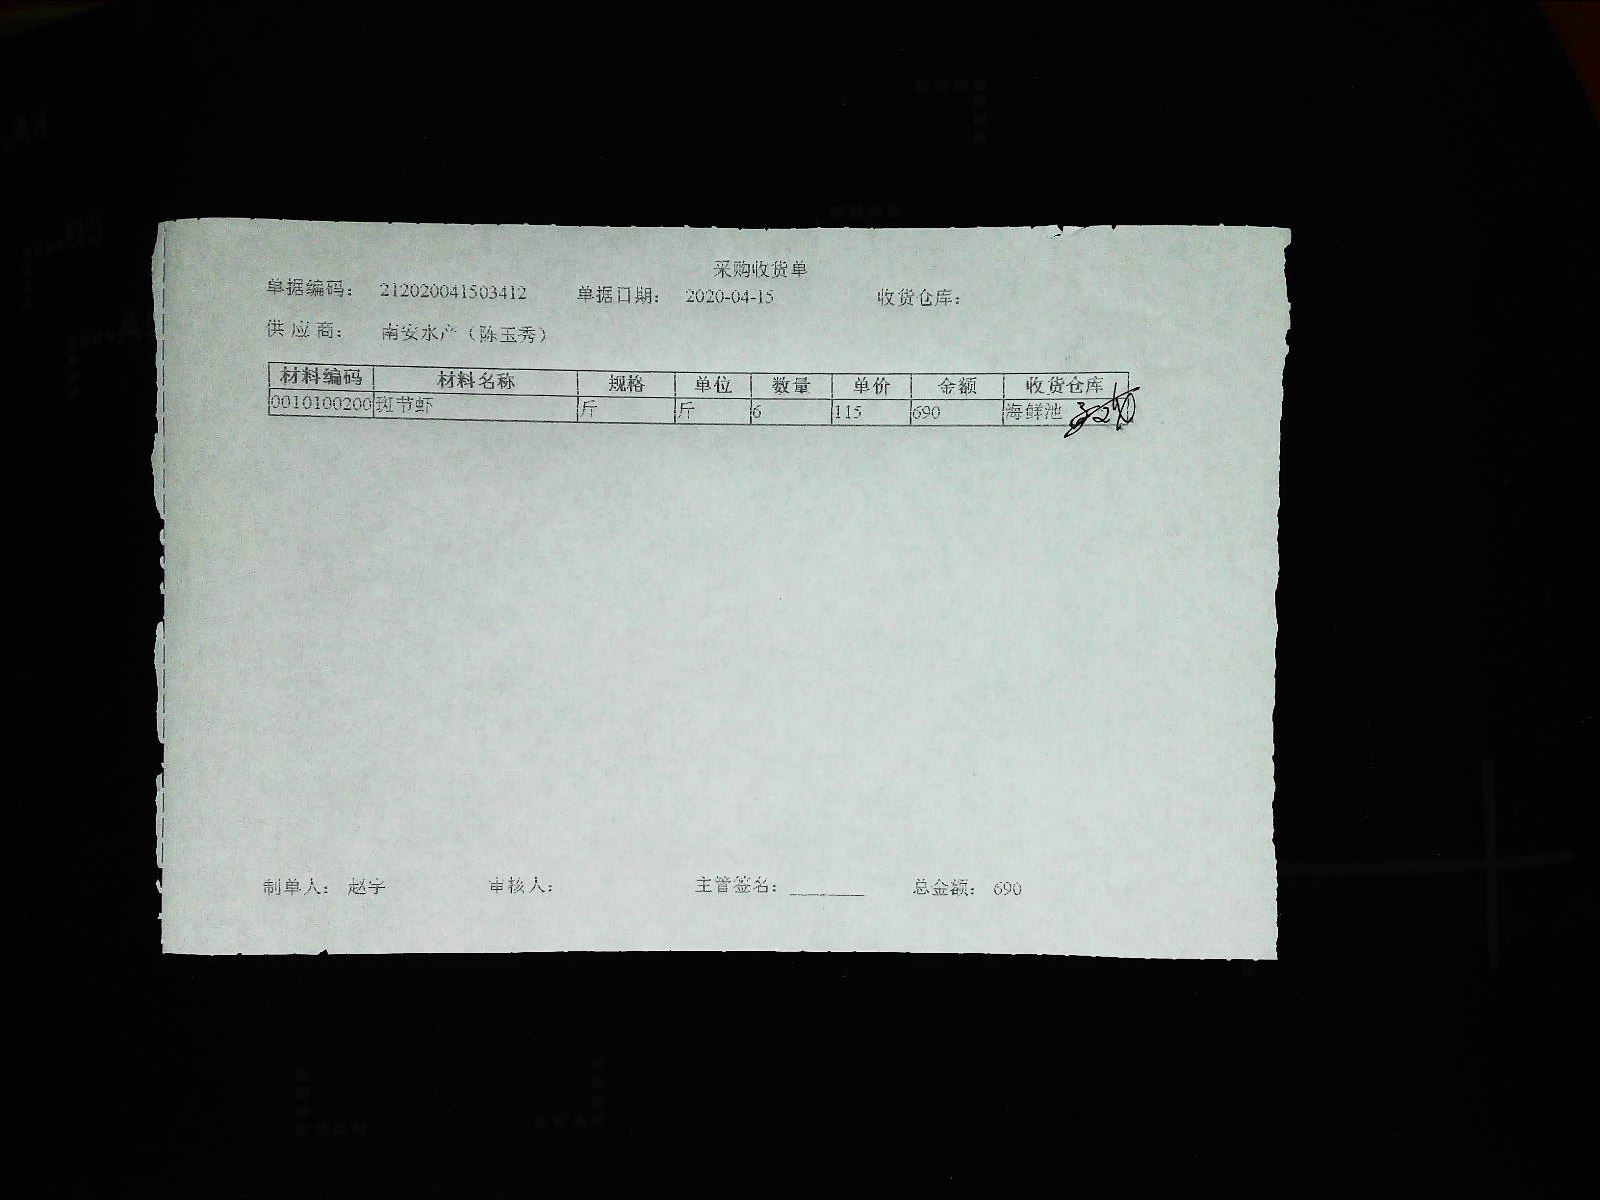 采购收货单
单据编码： 212020041503412 单据日期： 2020-04-15 收货仓库：
供应商： 南安水产（陈玉秀）
材料编码 材料名称 规格 单位 数量 单价 金额 收货仓库
0010100200 斑节虾 斤 斤 6 115 690 海鲜池
制单人： 赵宇 审核人： 主管签名：________ 总金额： 690